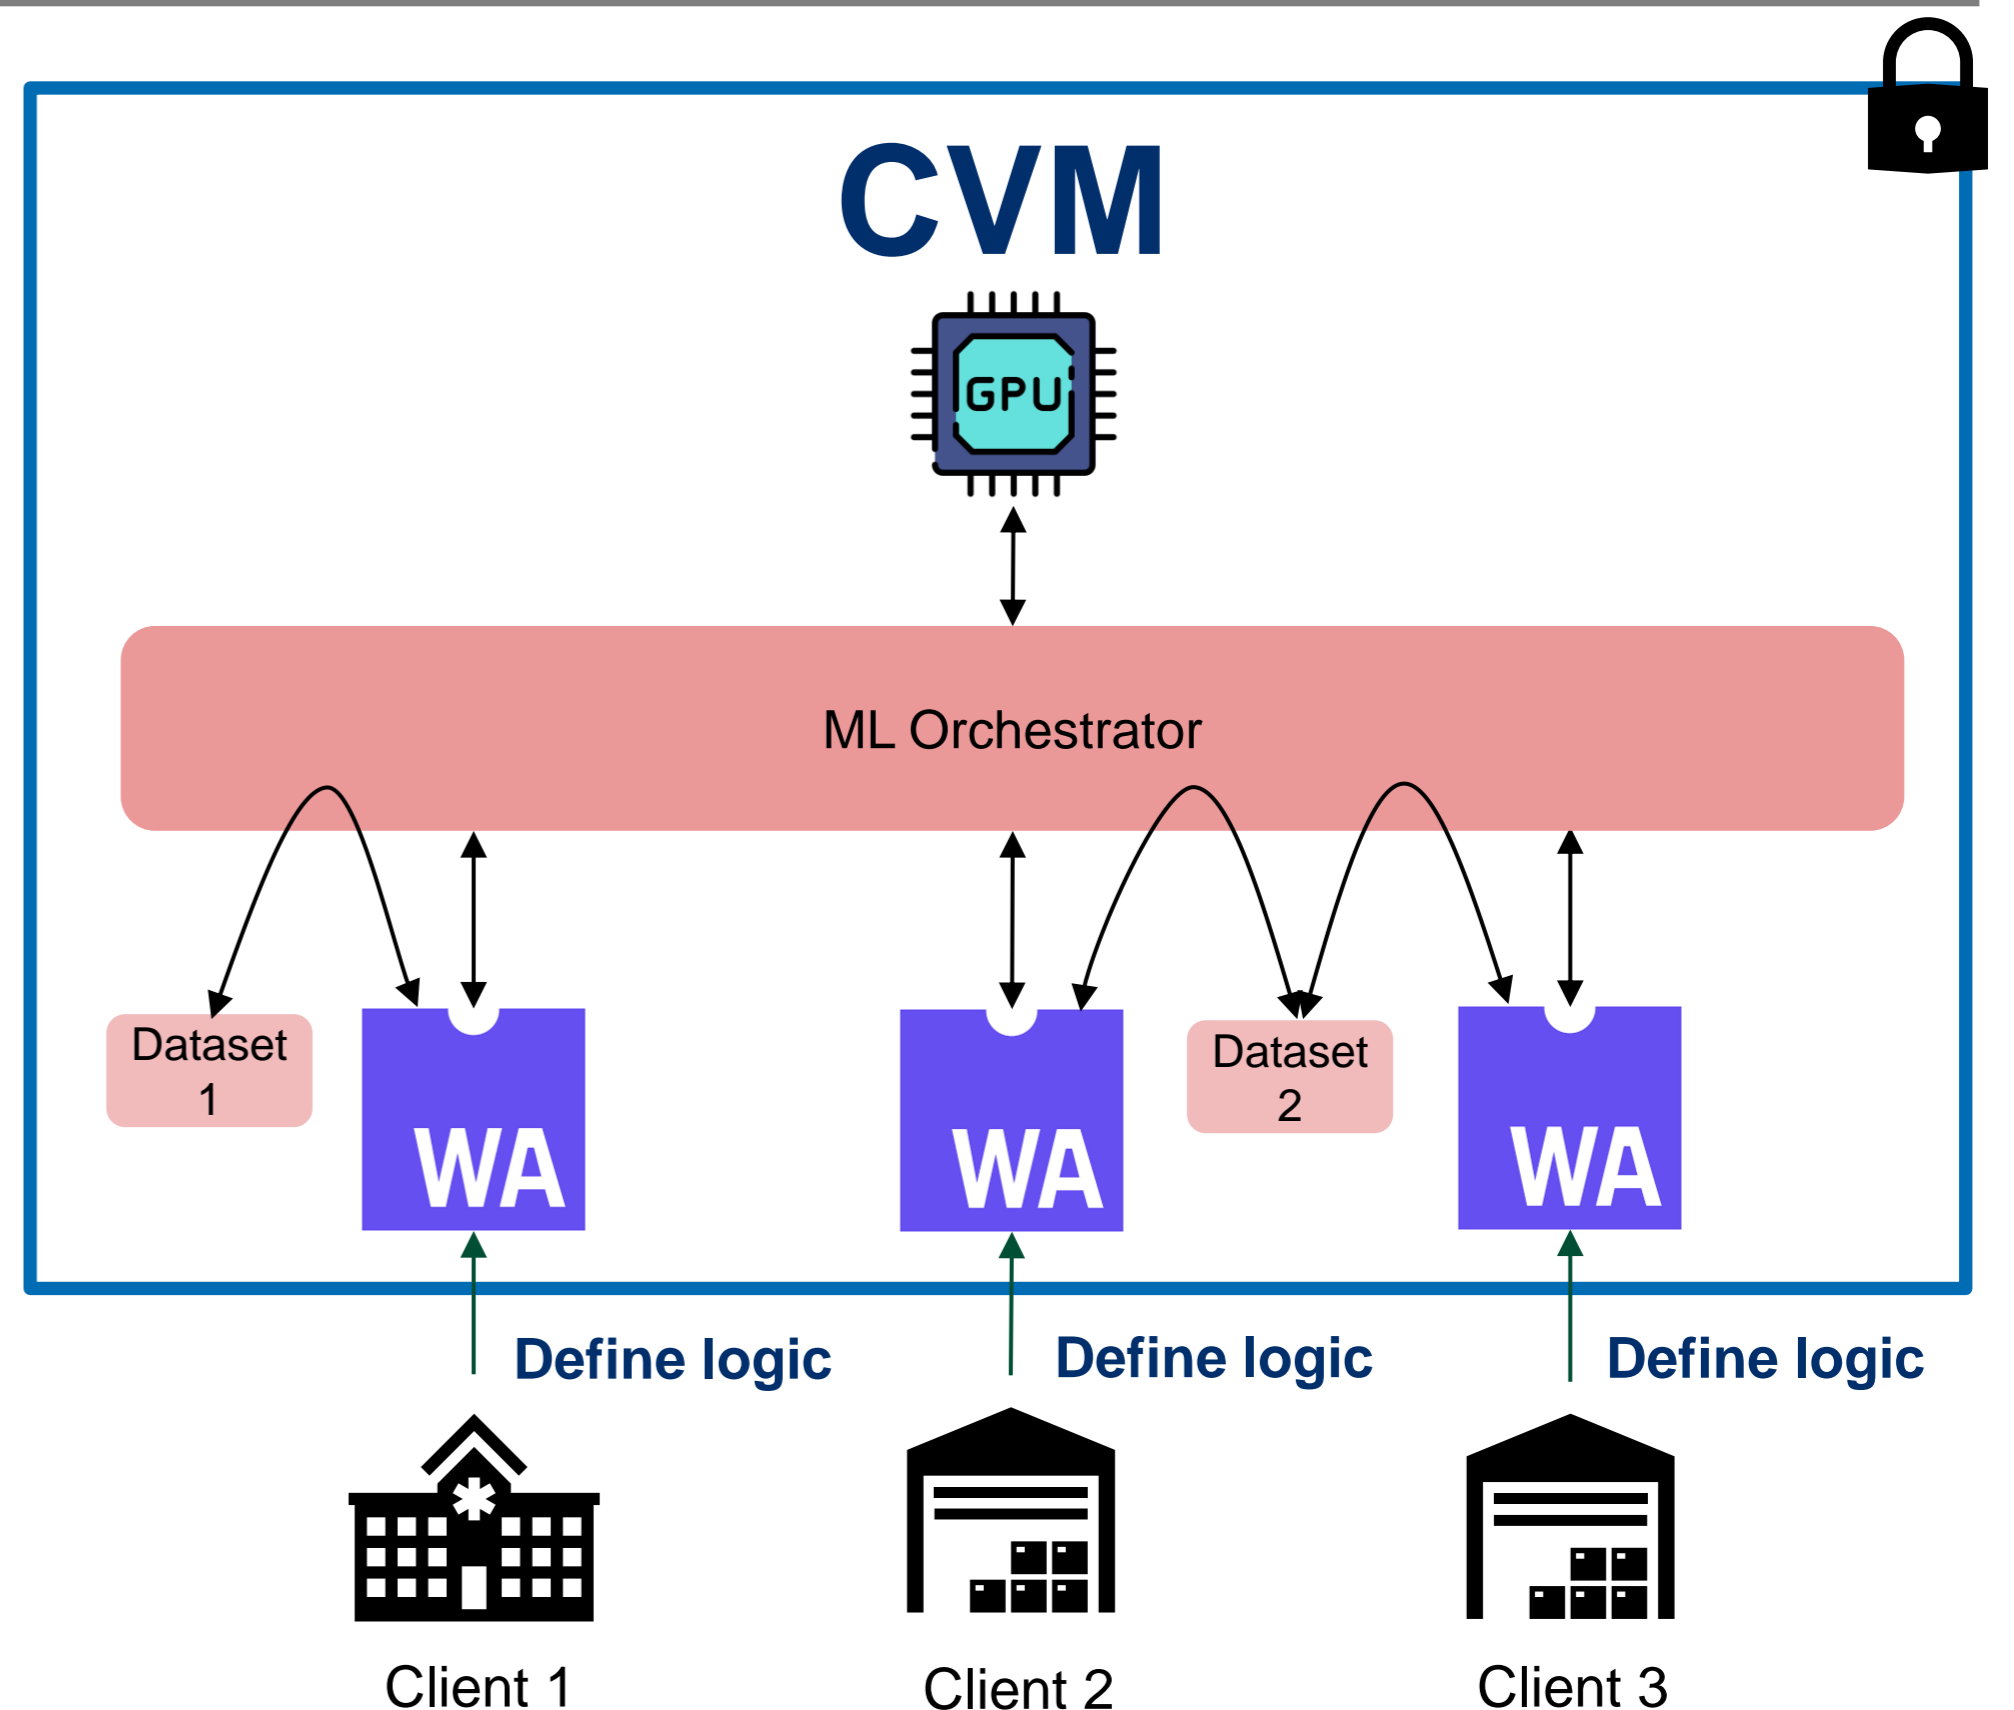 CVM
GPU
ML Orchestrator
Dataset
1
WA
WA
Dataset
2
WA
Define logic
Define logic
Define logic
Client 1
Client 2
Client 3